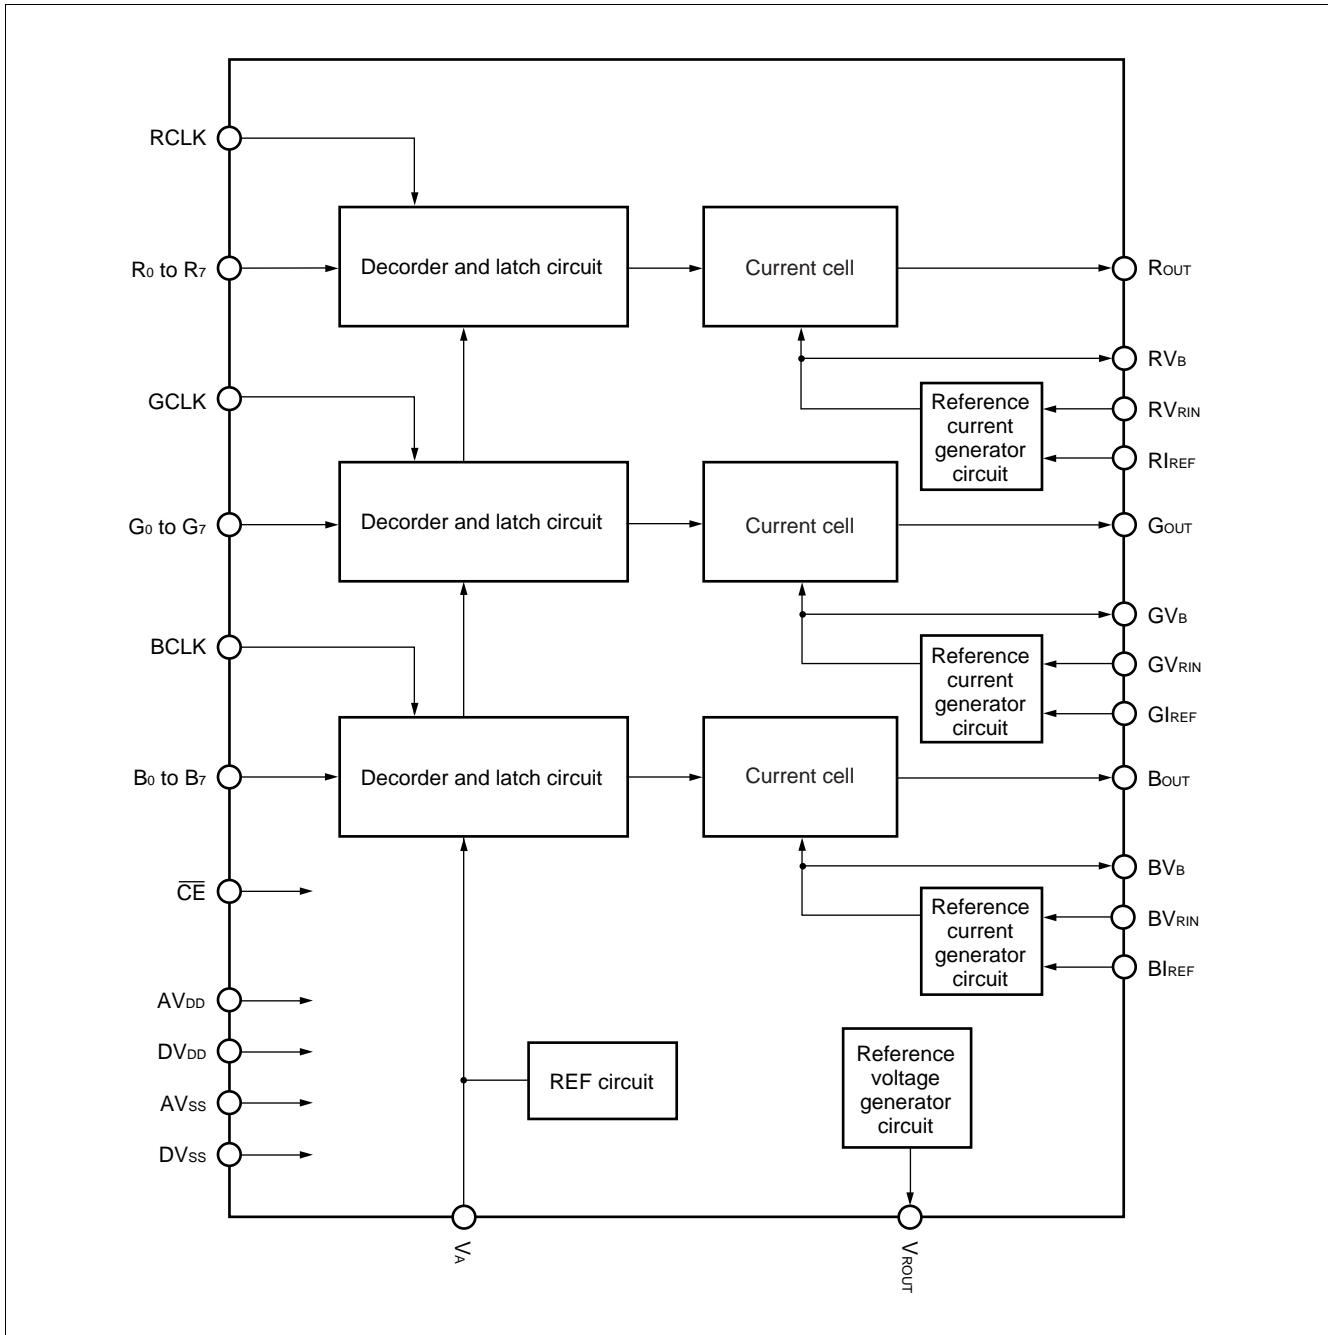 RCLK
R0 to R7
Decorder and latch circuit
Current cell
ROUT
RVB
GCLK
Reference
current
generator
circuit
RVRIN
RIREF
G0 to G7
Decorder and latch circuit
Current cell
GOUT
GVB
BCLK
Reference
current
generator
circuit
GVRIN
GIREF
B0 to B7
Decorder and latch circuit
Current cell
BOUT
BVB
CE
Reference
current
generator
circuit
BVRIN
BIREF
AVDD
DVDD
AVSS
DVSS
REF circuit
Reference
voltage
generator
circuit
VA
VROUT